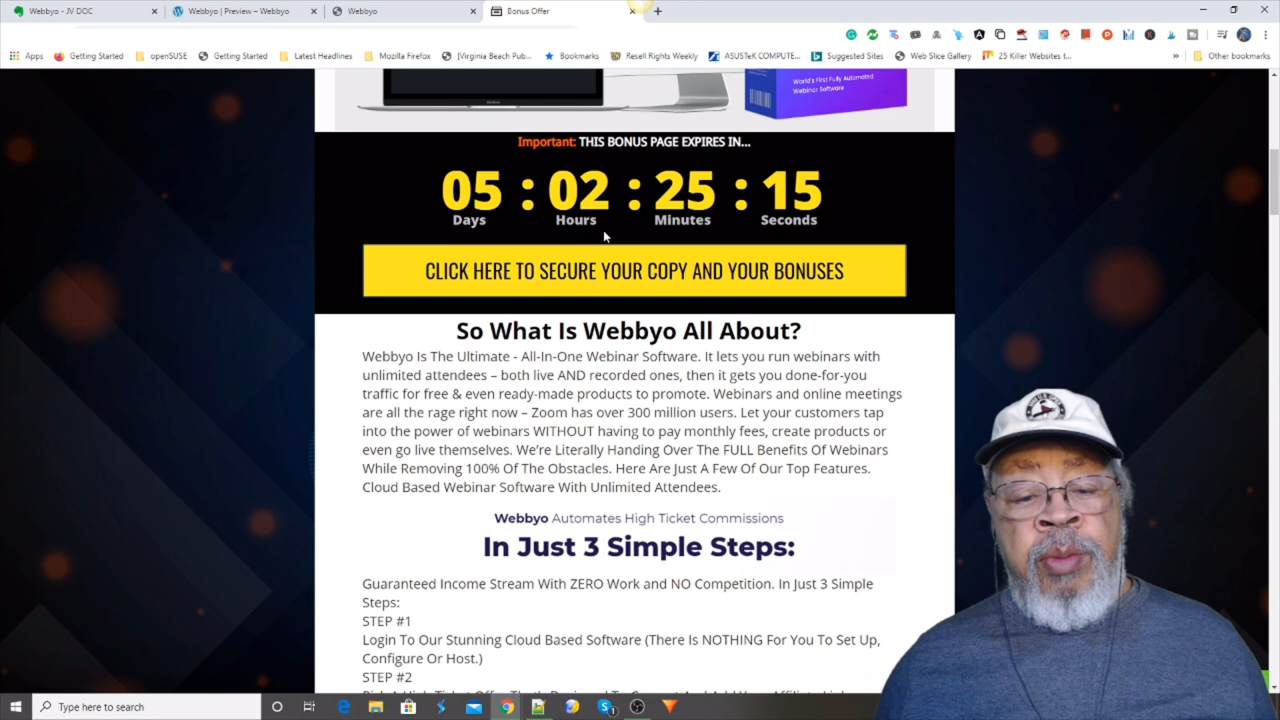 Webbyo - JV DOC
Webbyo | Preview – Webbyo
Webbyo
Bonus Offer
Apps
Getting Started
openSUSE
Getting Started
Latest Headlines
Mozilla Firefox
[Virginia Beach Pub...
Bookmarks
Resell Rights Weekly
ASUSTeK COMPUTE...
Suggested Sites
Web Slice Gallery
25 Killer Websites t...
Other bookmarks
World's First Fully Automated
Webinar Software
Important: THIS BONUS PAGE EXPIRES IN...
05 : 02 : 25 : 15
Days Hours Minutes Seconds
CLICK HERE TO SECURE YOUR COPY AND YOUR BONUSES
So What Is Webbyo All About?
Webbyo Is The Ultimate - All-In-One Webinar Software. It lets you run webinars with
unlimited attendees – both live AND recorded ones, then it gets you done-for-you
traffic for free & even ready-made products to promote. Webinars and online meetings
are all the rage right now – Zoom has over 300 million users. Let your customers tap
into the power of webinars WITHOUT having to pay monthly fees, create products or
even go live themselves. We're Literally Handing Over The FULL Benefits Of Webinars
While Removing 100% Of The Obstacles. Here Are Just A Few Of Our Top Features.
Cloud Based Webinar Software With Unlimited Attendees.
Webbyo Automates High Ticket Commissions
In Just 3 Simple Steps:
Guaranteed Income Stream With ZERO Work and NO Competition. In Just 3 Simple
Steps:
STEP #1
Login To Our Stunning Cloud Based Software (There Is NOTHING For You To Set Up,
Configure Or Host.)
STEP #2
Type here to search